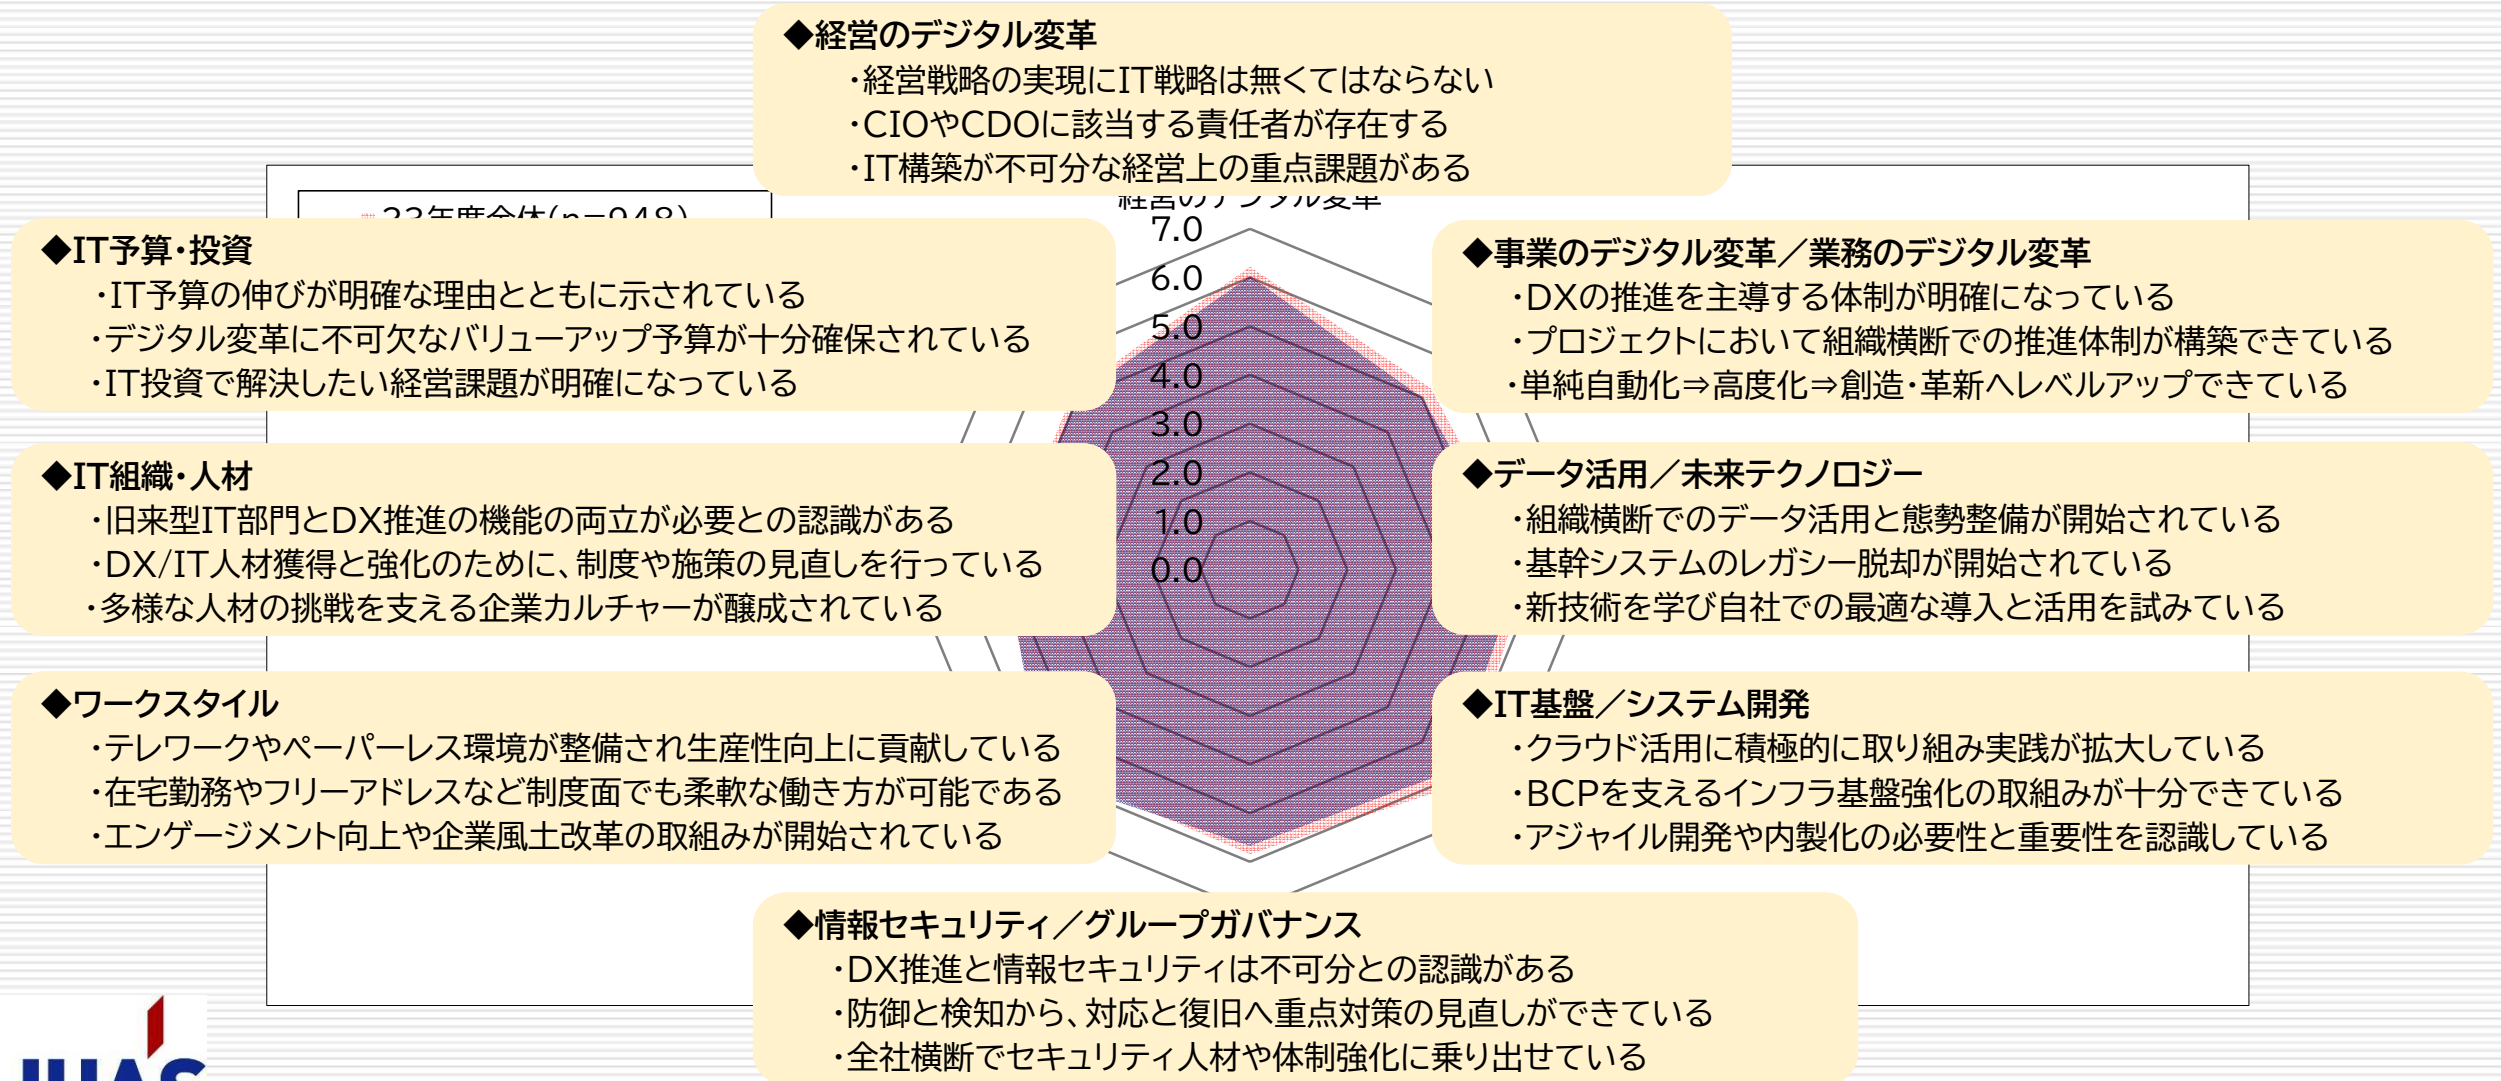 ◆経営のデジタル変革
・経営戦略の実現にIT戦略は無くてはならない
・CIOやCDOに該当する責任者が存在する
・IT構築が不可分な経営上の重点課題がある
23年度全体(n=948)
経営のデジタル変革
7.0
6.0
5.0
4.0
3.0
2.0
1.0
0.0
◆IT予算・投資
・IT予算の伸びが明確な理由とともに示されている
・デジタル変革に不可欠なバリューアップ予算が十分確保されている
・IT投資で解決したい経営課題が明確になっている
◆事業のデジタル変革／業務のデジタル変革
・DXの推進を主導する体制が明確になっている
・プロジェクトにおいて組織横断での推進体制が構築できている
・単純自動化⇒高度化⇒創造・革新へレベルアップできている
◆IT組織・人材
・旧来型IT部門とDX推進の機能の両立が必要との認識がある
・DX/IT人材獲得と強化のために、制度や施策の見直しを行っている
・多様な人材の挑戦を支える企業カルチャーが醸成されている
◆データ活用／未来テクノロジー
・組織横断でのデータ活用と態勢整備が開始されている
・基幹システムのレガシー脱却が開始されている
・新技術を学び自社での最適な導入と活用を試みている
◆ワークスタイル
・テレワークやペーパーレス環境が整備され生産性向上に貢献している
・在宅勤務やフリーアドレスなど制度面でも柔軟な働き方が可能である
・エンゲージメント向上や企業風土改革の取組みが開始されている
◆IT基盤／システム開発
・クラウド活用に積極的に取り組み実践が拡大している
・BCPを支えるインフラ基盤強化の取組みが十分できている
・アジャイル開発や内製化の必要性と重要性を認識している
◆情報セキュリティ／グループガバナンス
・DX推進と情報セキュリティは不可分との認識がある
・防御と検知から、対応と復旧へ重点対策の見直しができている
・全社横断でセキュリティ人材や体制強化に乗り出せている
JUAS